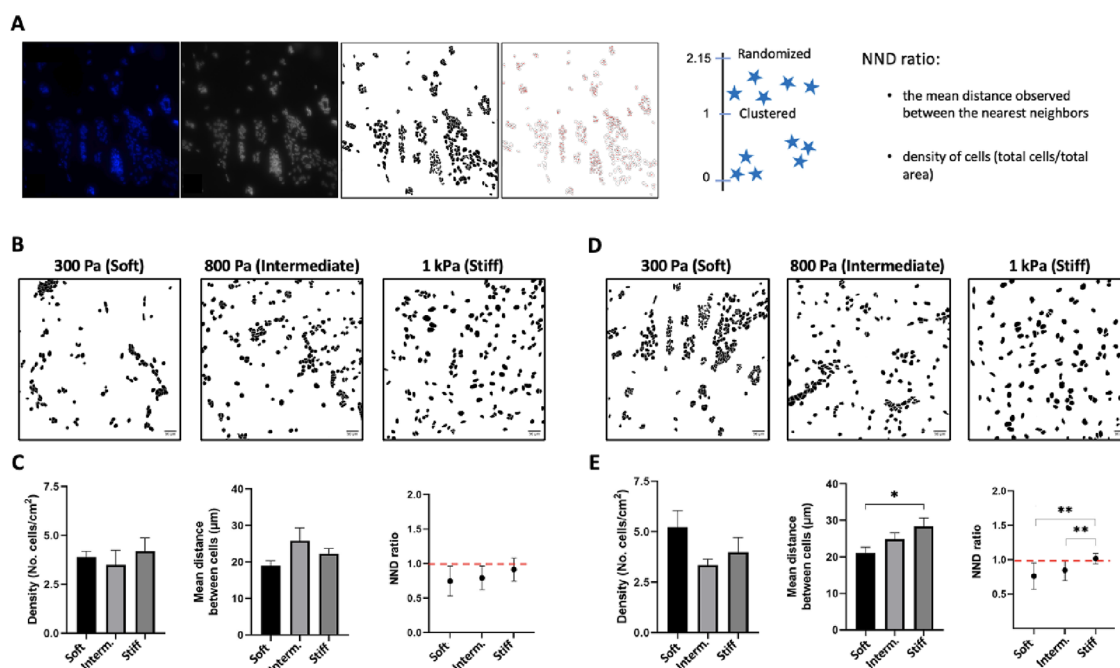 A
2.15
Randomized
1
Clustered
0
NND ratio:
• the mean distance observed
between the nearest neighbors
• density of cells (total cells/total
area)
B
300 Pa (Soft)
800 Pa (Intermediate)
1 kPa (Stiff)
D
300 Pa (Soft)
800 Pa (Intermediate)
1 kPa (Stiff)
C
Density (No. cells/cm²)
7.5
5.0
2.5
0.0
Soft
Interm.
Stiff
Mean distance
between cells (µm)
40
30
20
10
0
Soft
Interm.
Stiff
NND ratio
2.0
1.5
1.0
0.5
0.0
Soft
Interm.
Stiff
E
Density (No. cells/cm²)
7.5
5.0
2.5
0.0
Soft
Interm.
Stiff
Mean distance
between cells (µm)
40
30
20
10
0
*
Soft
Interm.
Stiff
NND ratio
2.0
1.5
1.0
0.5
**
**
Soft
Interm.
Stiff